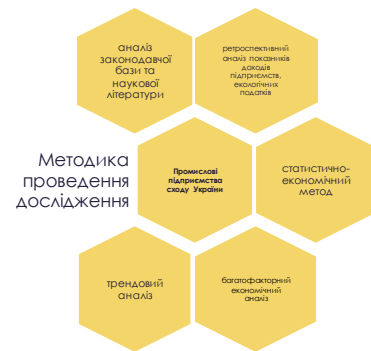 аналіз
законодавчої
бази та
наукової
літератури
ретроспективний
аналіз показників
доходів
підприємств,
екологічних
податків
Методика
проведення
дослідження
Промислові
підприємства
сходу України
статистично-
економічний
метод
трендовий
аналіз
багатофакторний
економічний
аналіз